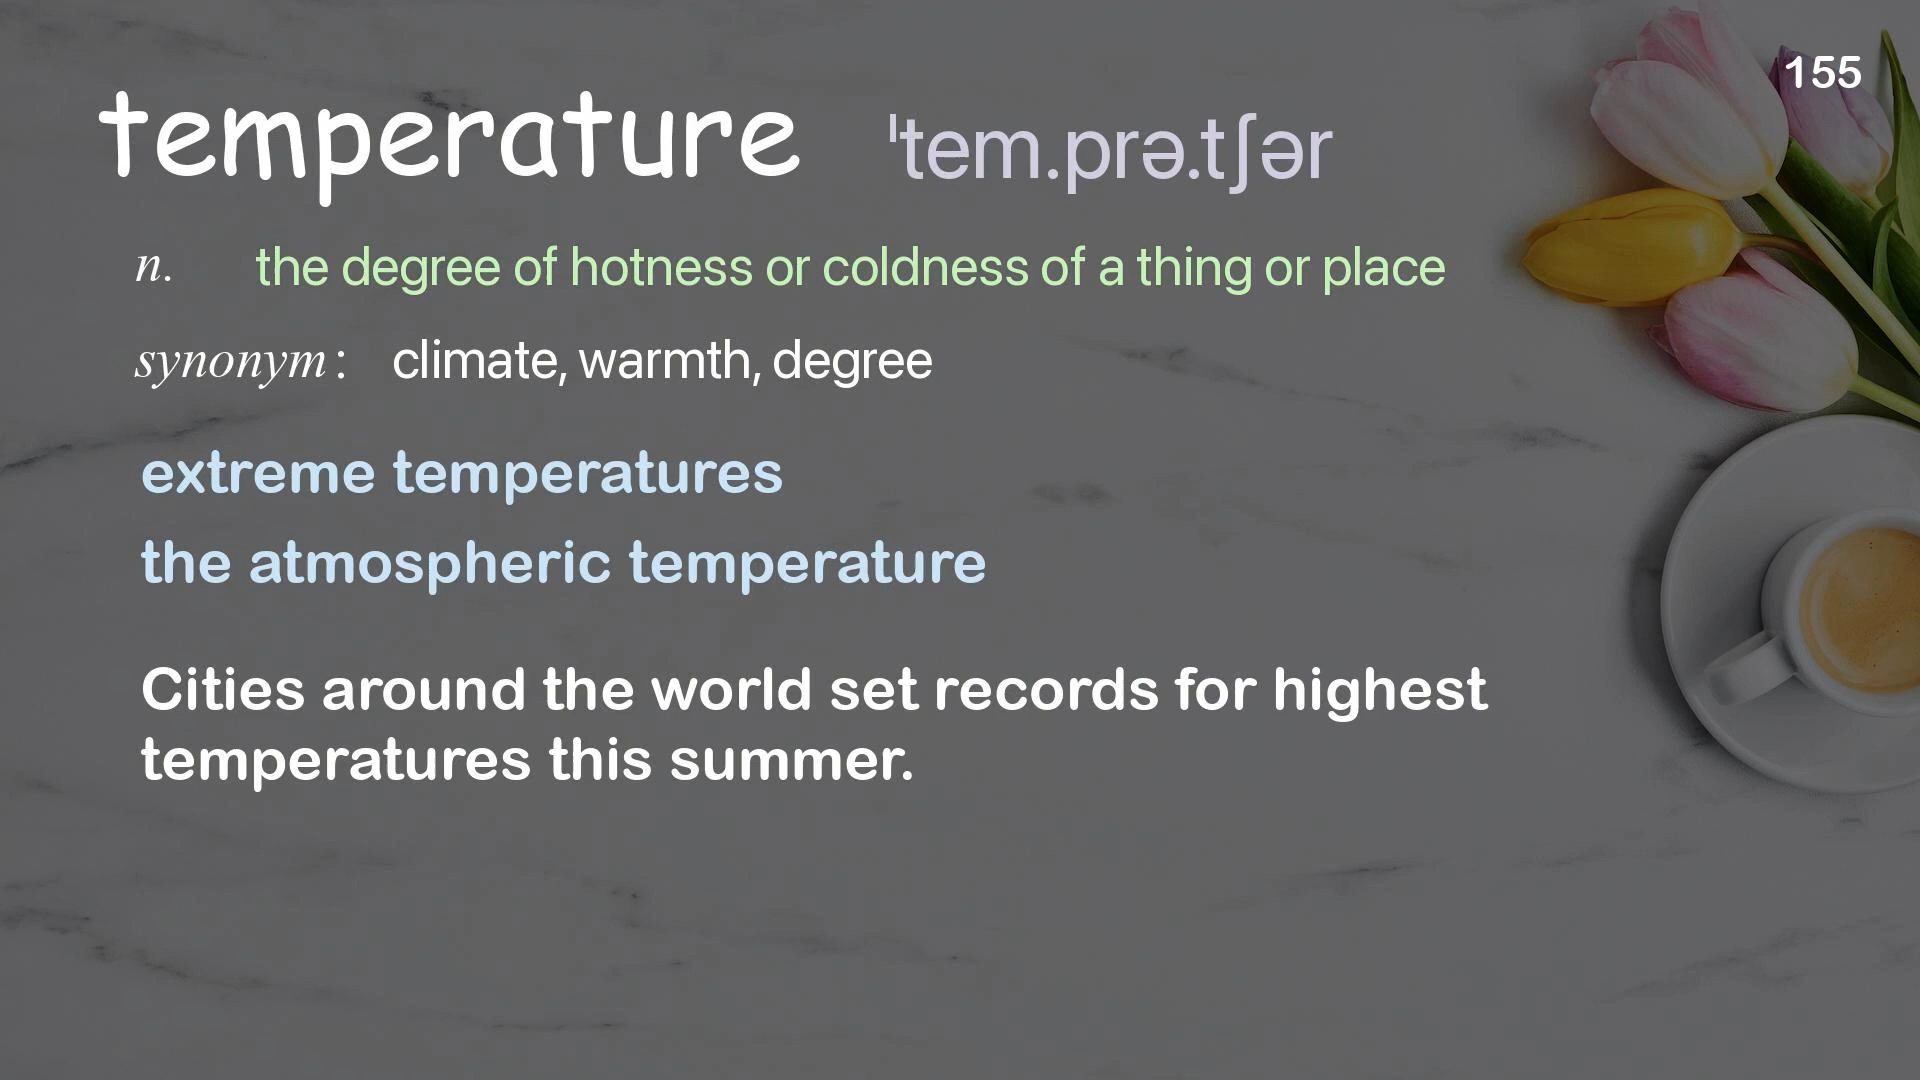 155
temperature ˈtem.prə.tʃər
n. the degree of hotness or coldness of a thing or place
synonym: climate, warmth, degree
extreme temperatures
the atmospheric temperature
Cities around the world set records for highest
temperatures this summer.